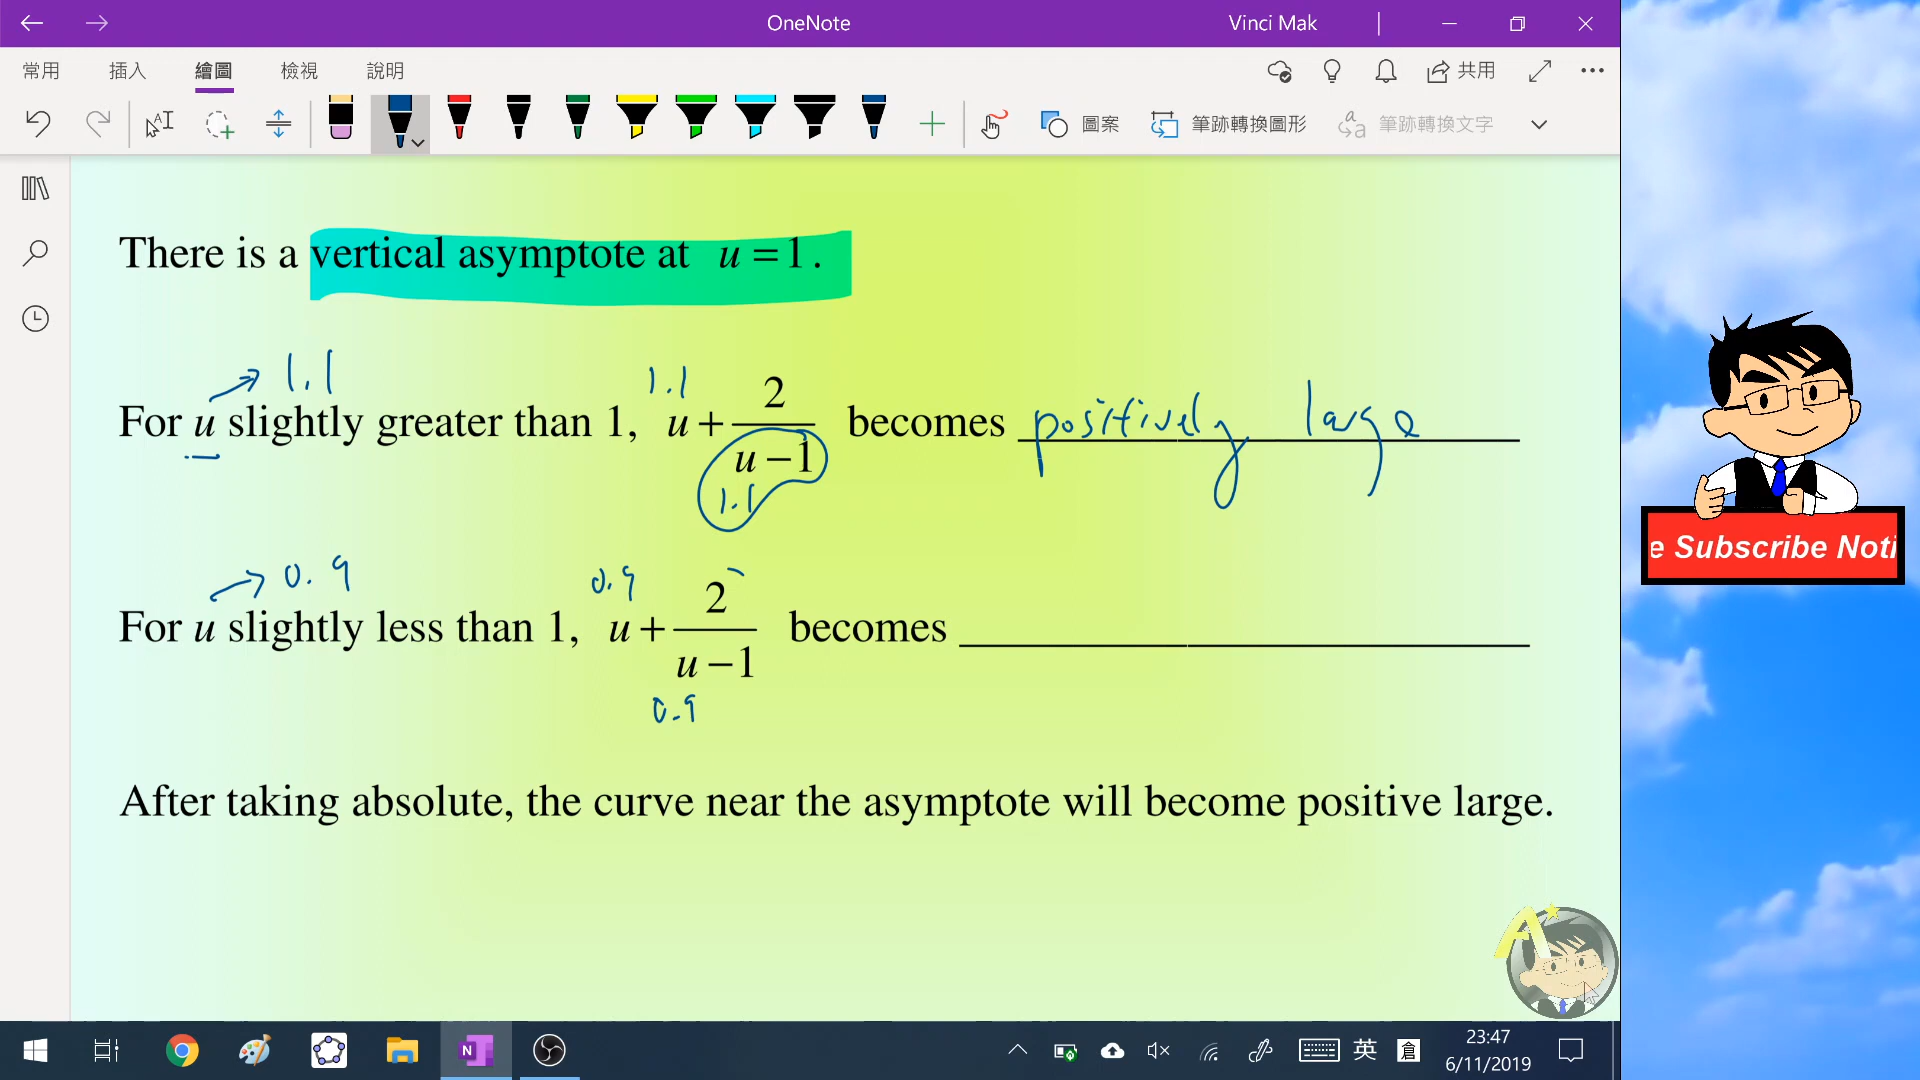 OneNote
Vinci Mak
常用 插入 繪圖 檢視 說明
共用
圖案 筆跡轉換圖形 筆跡轉換文字
There is a vertical asymptote at u = 1.
1.1 1.1
For u slightly greater than 1, u + 2/(u − 1) becomes positively large
1.1
0.9 0.9
For u slightly less than 1, u + 2/(u − 1) becomes
0.9
After taking absolute, the curve near the asymptote will become positive large.
e Subscribe Noti
A
N
英 倉
23:47
6/11/2019